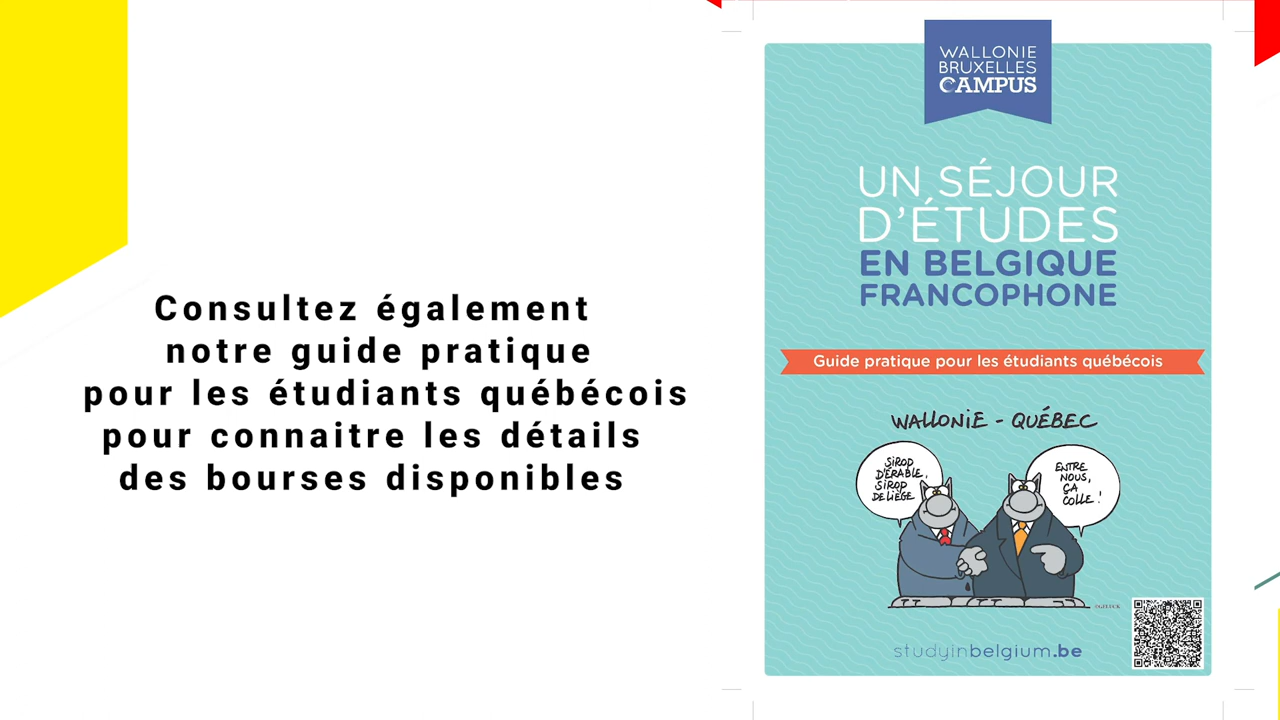 Consultez également
notre guide pratique
pour les étudiants québécois
pour connaitre les détails
des bourses disponibles
WALLONIE
BRUXELLES
CAMPUS
UN SÉJOUR
D'ÉTUDES
EN BELGIQUE
FRANCOPHONE
Guide pratique pour les étudiants québécois
WALLONiE - QUÉBEC
SiROP
D'ÉRABLE,
SiROP
DE LiÈGE
ENTRE
NOUS,
ÇA
COLLE !
©GELUCK
studyinbelgium.be